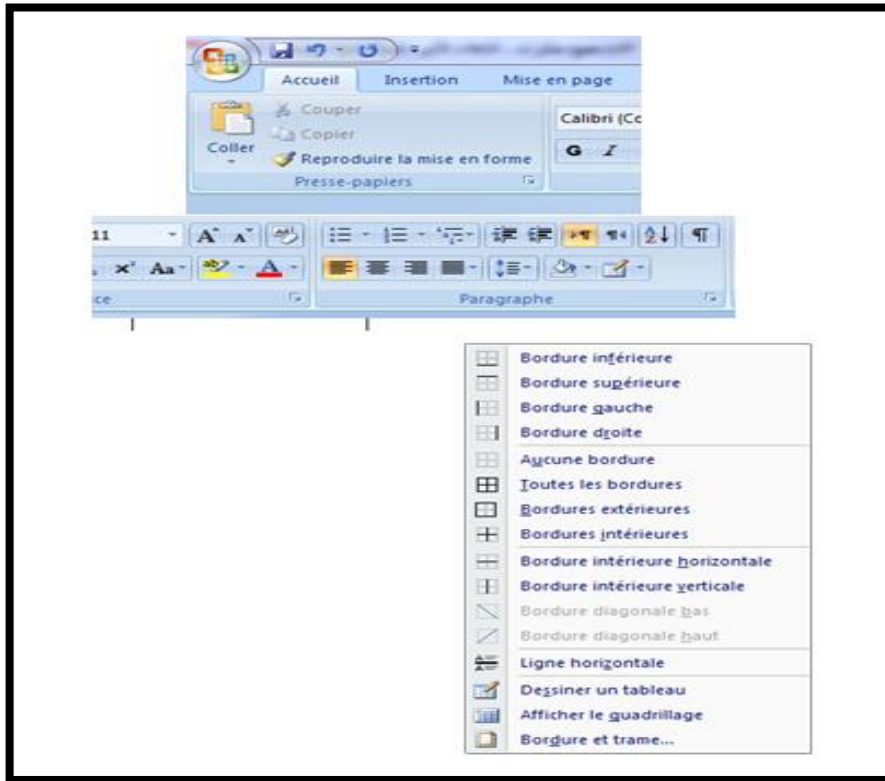 Accueil Insertion Mise en page
Couper
Copier
Coller
Reproduire la mise en forme
Presse-papiers
Calibri (Co
G I
11
A A
x² Aa A
ce Paragraphe
Bordure inférieure
Bordure supérieure
Bordure gauche
Bordure droite
Aucune bordure
Toutes les bordures
Bordures extérieures
Bordures intérieures
Bordure intérieure horizontale
Bordure intérieure verticale
Bordure diagonale bas
Bordure diagonale haut
Ligne horizontale
Dessiner un tableau
Afficher le quadrillage
Bordure et trame...